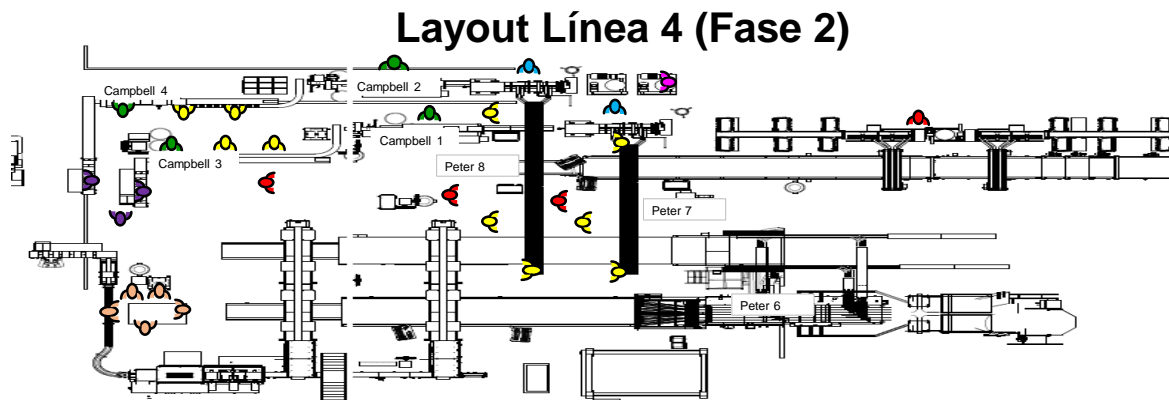 Layout Línea 4 (Fase 2)
Campbell 4
Campbell 2
Campbell 1
Campbell 3
Peter 8
Peter 7
Peter 6